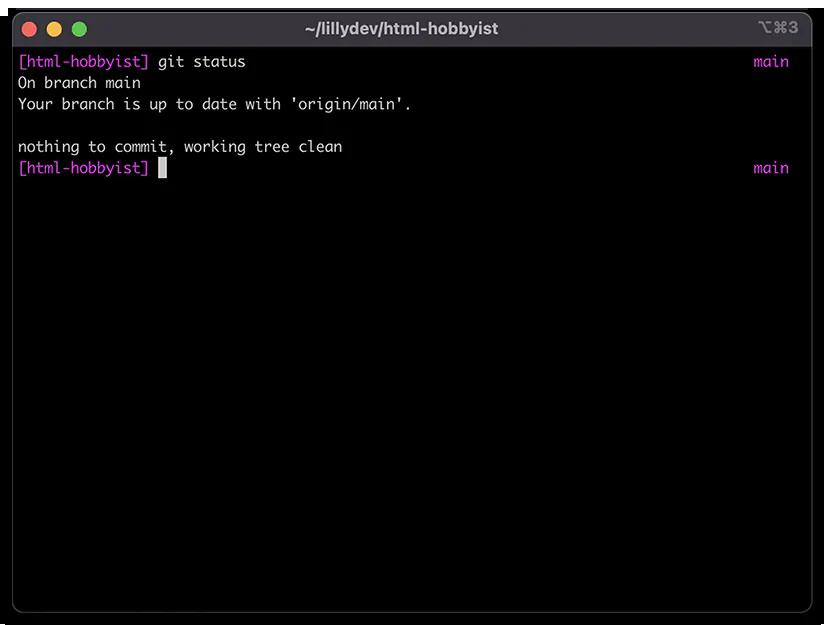 ~/lillydev/html-hobbyist ⌥⌘3
[html-hobbyist] git status main
On branch main
Your branch is up to date with 'origin/main'.
nothing to commit, working tree clean
[html-hobbyist] main